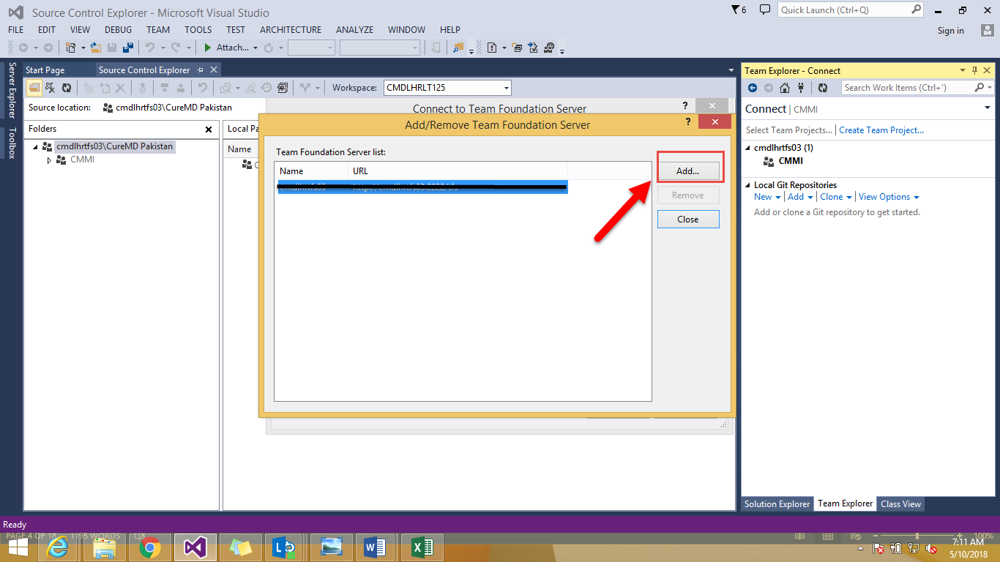 Source Control Explorer - Microsoft Visual Studio
6
Quick Launch (Ctrl+Q)
FILE EDIT VIEW DEBUG TEAM TOOLS TEST ARCHITECTURE ANALYZE WINDOW HELP
Sign in
Attach...
Server Explorer
Toolbox
Start Page
Source Control Explorer
Workspace: CMDLHRLT125
Source location: cmdlhrtfs03\CureMD Pakistan
Folders
cmdlhrtfs03\CureMD Pakistan
CMMI
Local Pa
Name
C
Connect to Team Foundation Server
?
Add/Remove Team Foundation Server
?
Team Foundation Server list:
Name URL
cmdlhrtfs03 http://cmdlhrtfs03:2222/tfs
Add...
Remove
Close
Team Explorer - Connect
Search Work Items (Ctrl+')
Connect | CMMI
Select Team Projects... Create Team Project...
cmdlhrtfs03 (1)
CMMI
Local Git Repositories
New Add Clone View Options
Add or clone a Git repository to get started.
Solution Explorer Team Explorer Class View
Ready
PAGE 4 OF 18 1195 WORDS
100%
7:11 AM
5/10/2018